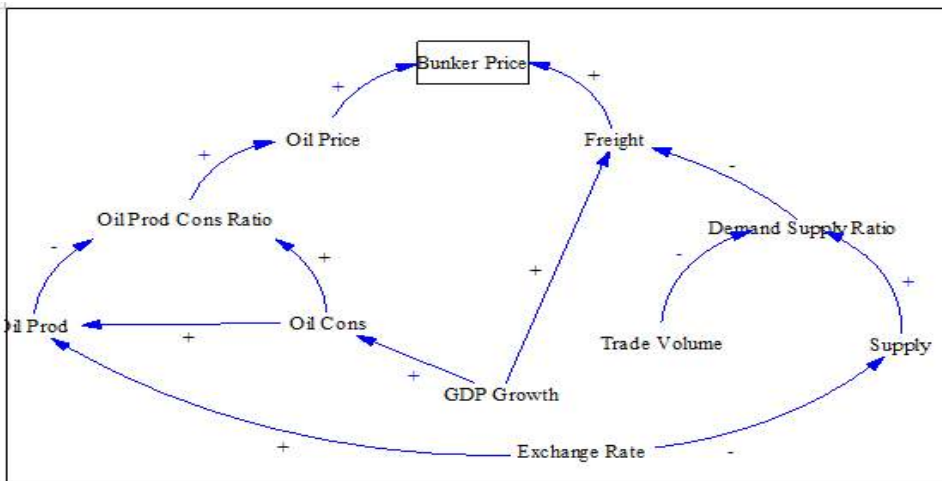 Bunker Price
+
+
Oil Price
Freight
+
-
Oil Prod Cons Ratio
Demand Supply Ratio
-
+
-
+
+
Oil Prod
Oil Cons
+
Trade Volume
Supply
+
GDP Growth
+
Exchange Rate
-